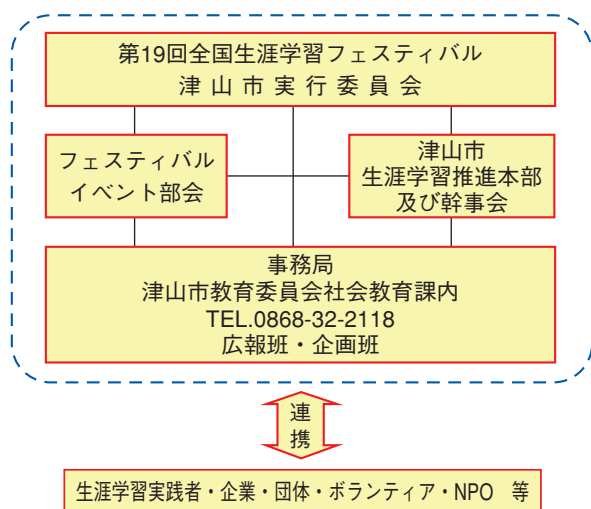 第19回全国生涯学習フェスティバル
津山市実行委員会
フェスティバル
イベント部会
津山市
生涯学習推進本部
及び幹事会
事務局
津山市教育委員会社会教育課内
TEL.0868-32-2118
広報班・企画班
連
携
生涯学習実践者・企業・団体・ボランティア・NPO 等